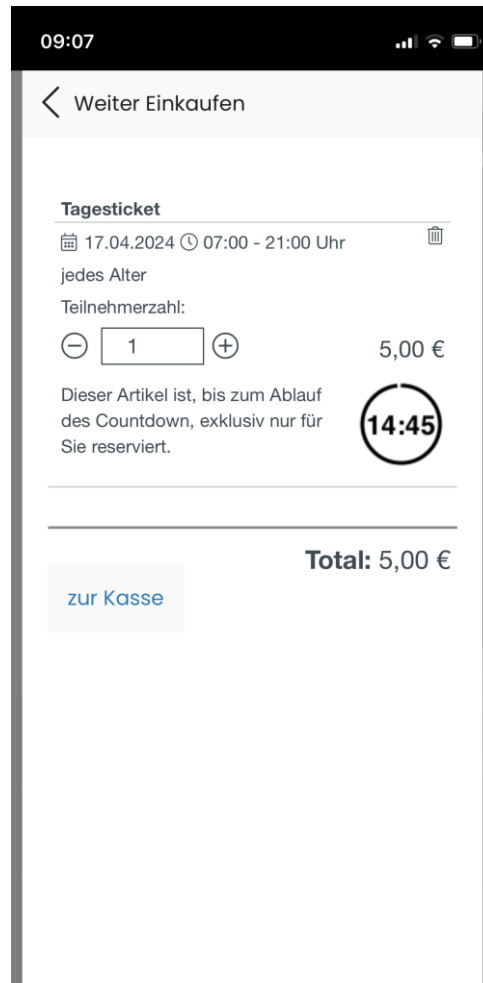 09:07
Weiter Einkaufen
Tagesticket
17.04.2024 07:00 - 21:00 Uhr
jedes Alter
Teilnehmerzahl:
1
5,00 €
Dieser Artikel ist, bis zum Ablauf
des Countdown, exklusiv nur für
Sie reserviert.
14:45
Total: 5,00 €
zur Kasse